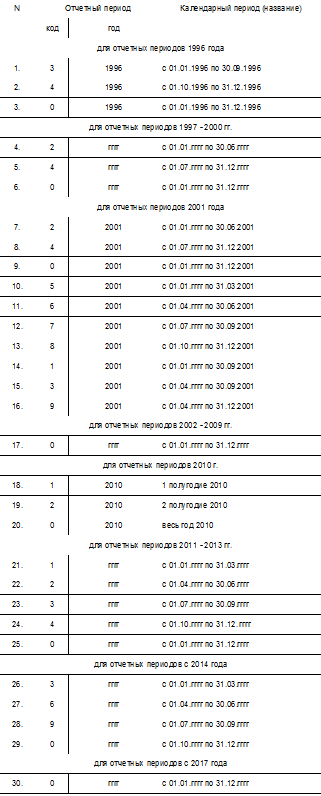 N Отчетный период Календарный период (название)
код год
для отчетных периодов 1996 года
1. 3 1996 с 01.01.1996 по 30.09.1996
2. 4 1996 с 01.10.1996 по 31.12.1996
3. 0 1996 с 01.01.1996 по 31.12.1996
для отчетных периодов 1997 -2000 гг.
4. 2 гггг с 01.01.гггг по 30.06.гггг
5. 4 гггг с 01.07.гггг по 31.12.гггг
6. 0 гггг с 01.01.гггг по 31.12.гггг
для отчетных периодов 2001 года
7. 2 2001 с 01.01.гггг по 30.06.2001
8. 4 2001 с 01.07.гггг по 31.12.2001
9. 0 2001 с 01.01.гггг по 31.12.2001
10. 5 2001 с 01.01.гггг по 31.03.2001
11. 6 2001 с 01.04.гггг по 30.06.2001
12. 7 2001 с 01.07.гггг по 30.09.2001
13. 8 2001 с 01.10.гггг по 31.12.2001
14. 1 2001 с 01.01.гггг по 30.09.2001
15. 3 2001 с 01.04.гггг по 30.09.2001
16. 9 2001 с 01.04.гггг по 31.12.2001
для отчетных периодов 2002 -2009 гг.
17. 0 гггг с 01.01.гггг по 31.12.гггг
для отчетных периодов 2010 г.
18. 1 2010 1 полугодие 2010
19. 2 2010 2 полугодие 2010
20. 0 2010 весь год 2010
для отчетных периодов 2011 -2013 гг.
21. 1 гггг с 01.01.гггг по 31.03.гггг
22. 2 гггг с 01.04.гггг по 30.06.гггг
23. 3 гггг с 01.07.гггг по 30.09.гггг
24. 4 гггг с 01.10.гггг по 31.12. гггг
25. 0 гггг с 01.01.гггг по 31.12.гггг
для отчетных периодов с 2014 года
26. 3 гггг с 01.01.гггг по 31.03.гггг
27. 6 гггг с 01.04.гггг по 30.06.гггг
28. 9 гггг с 01.07.гггг по 30.09.гггг
29. 0 гггг с 01.10.гггг по 31.12.гггг
для отчетных периодов с 2017 года
30. 0 гггг с 01.01.гггг по 31.12.гггг